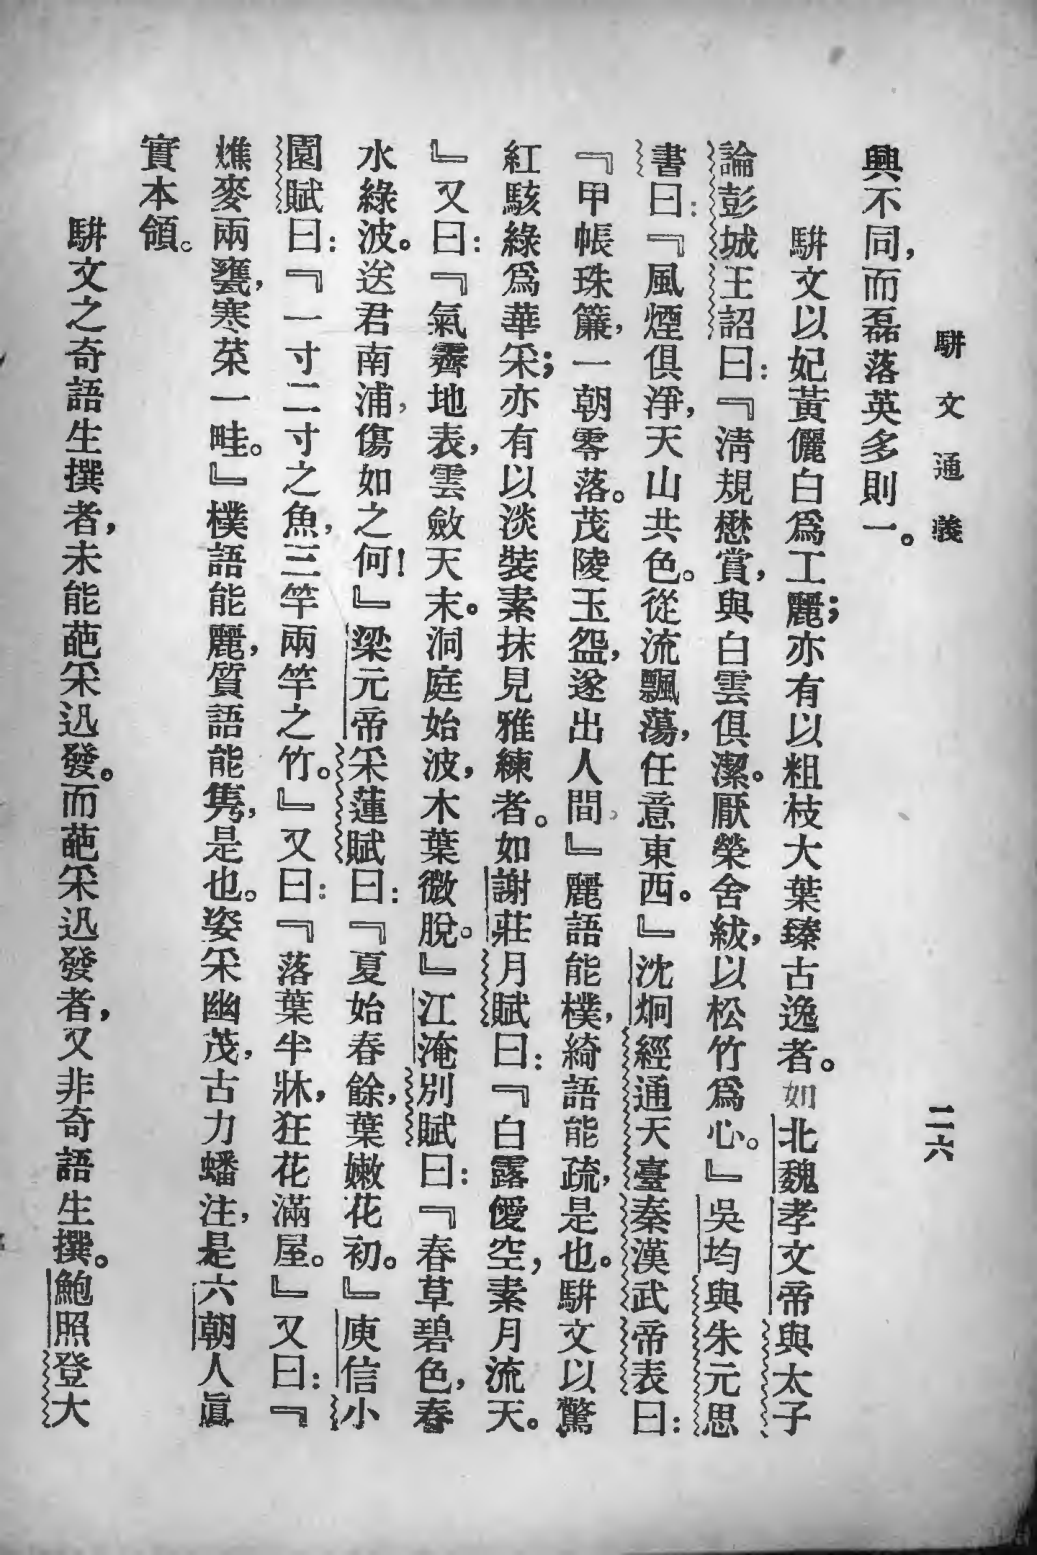 駢文通義
二六
興不同,而磊落英多則一。
駢文以妃黃儷白爲工麗;亦有以粗枝大葉臻古逸者。如北魏孝文帝與太子
論彭城王詔曰:『淸規懋賞,與白雲俱潔。厭榮舍紱,以松竹爲心。』吳均與朱元思
書曰:『風煙俱淨,天山共色。從流飄蕩,任意東西。』沈炯經通天臺奏漢武帝表曰:
『甲帳珠簾,一朝零落。茂陵玉盌,遂出人間。』麗語能樸,綺語能疏,是也。駢文以驚
紅駭綠爲華采;亦有以淡裝素抹見雅練者。如謝莊月賦曰:『白露僾空,素月流天。
』又曰:『氣霽地表,雲斂天末。洞庭始波,木葉微脫。』江淹別賦曰:『春草碧色,春
水綠波。送君南浦,傷如之何!』梁元帝采蓮賦曰:『夏始春餘,葉嫩花初。』庾信小
園賦曰:『一寸二寸之魚,三竿兩竿之竹。』又曰:『落葉半牀,狂花滿屋。』又曰:『
燋麥兩甕,寒菜一畦。』樸語能麗,質語能雋,是也。姿采幽茂,古力蟠注,是六朝人眞
實本領。
駢文之奇語生撰者,未能葩采迅發。而葩采迅發者,又非奇語生撰。鮑照登大